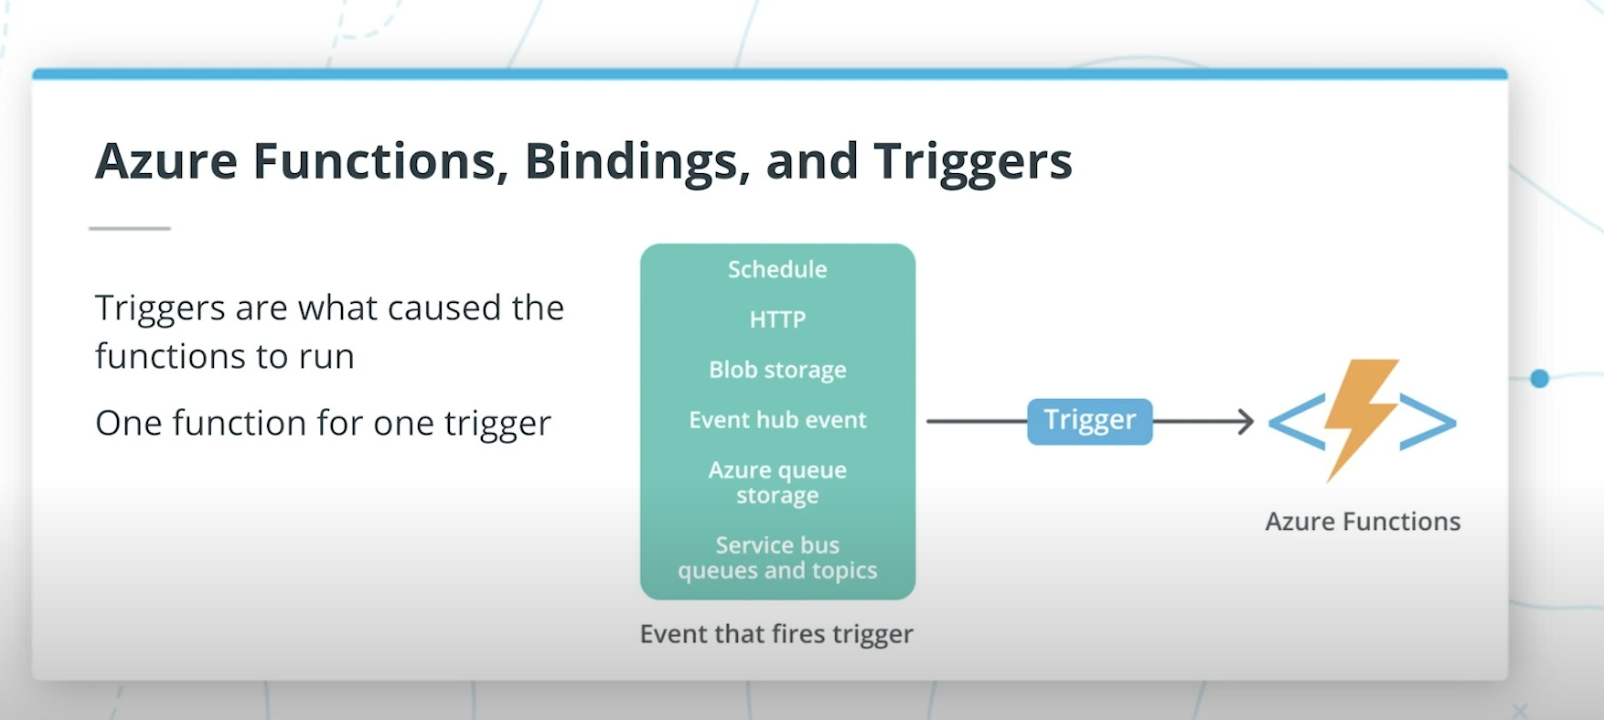 Azure Functions, Bindings, and Triggers
Triggers are what caused the
functions to run
One function for one trigger
Schedule
HTTP
Blob storage
Event hub event
Azure queue
storage
Service bus
queues and topics
Event that fires trigger
Trigger
Azure Functions